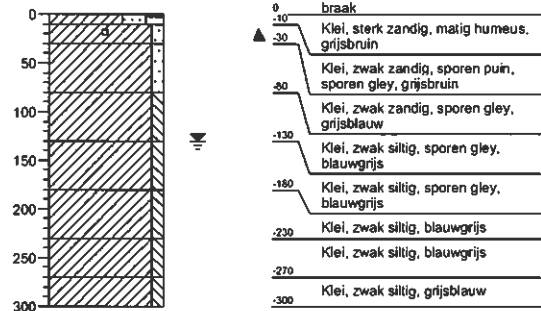 0
50
100
150
200
250
300
0
braak
-10
Klei, sterk zandig, matig humeus,
grijsbruin
-30
Klei, zwak zandig, sporen puin,
sporen gley, grijsbruin
-80
Klei, zwak zandig, sporen gley,
grijsblauw
-130
Klei, zwak siltig, sporen gley,
blauwgrijs
-180
Klei, zwak siltig, sporen gley,
blauwgrijs
-230
Klei, zwak siltig, blauwgrijs
Klei, zwak siltig, blauwgrijs
-270
Klei, zwak siltig, grijsblauw
-300